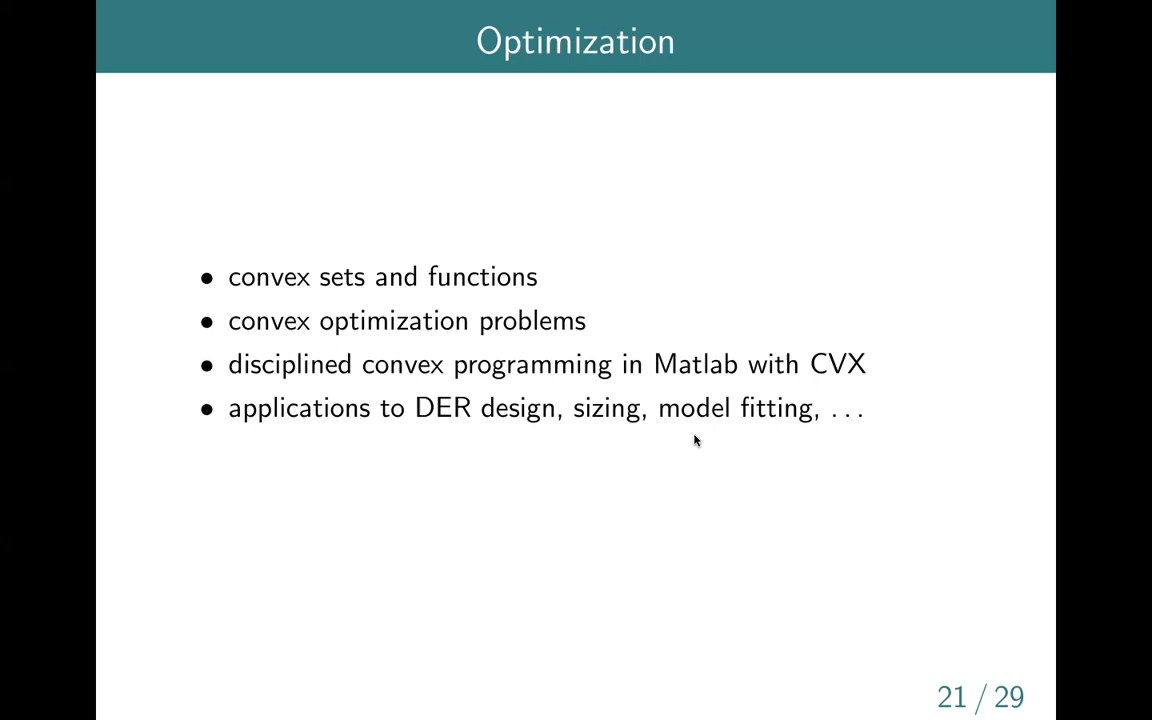 Optimization
• convex sets and functions
• convex optimization problems
• disciplined convex programming in Matlab with CVX
• applications to DER design, sizing, model fitting, . . .
21 / 29